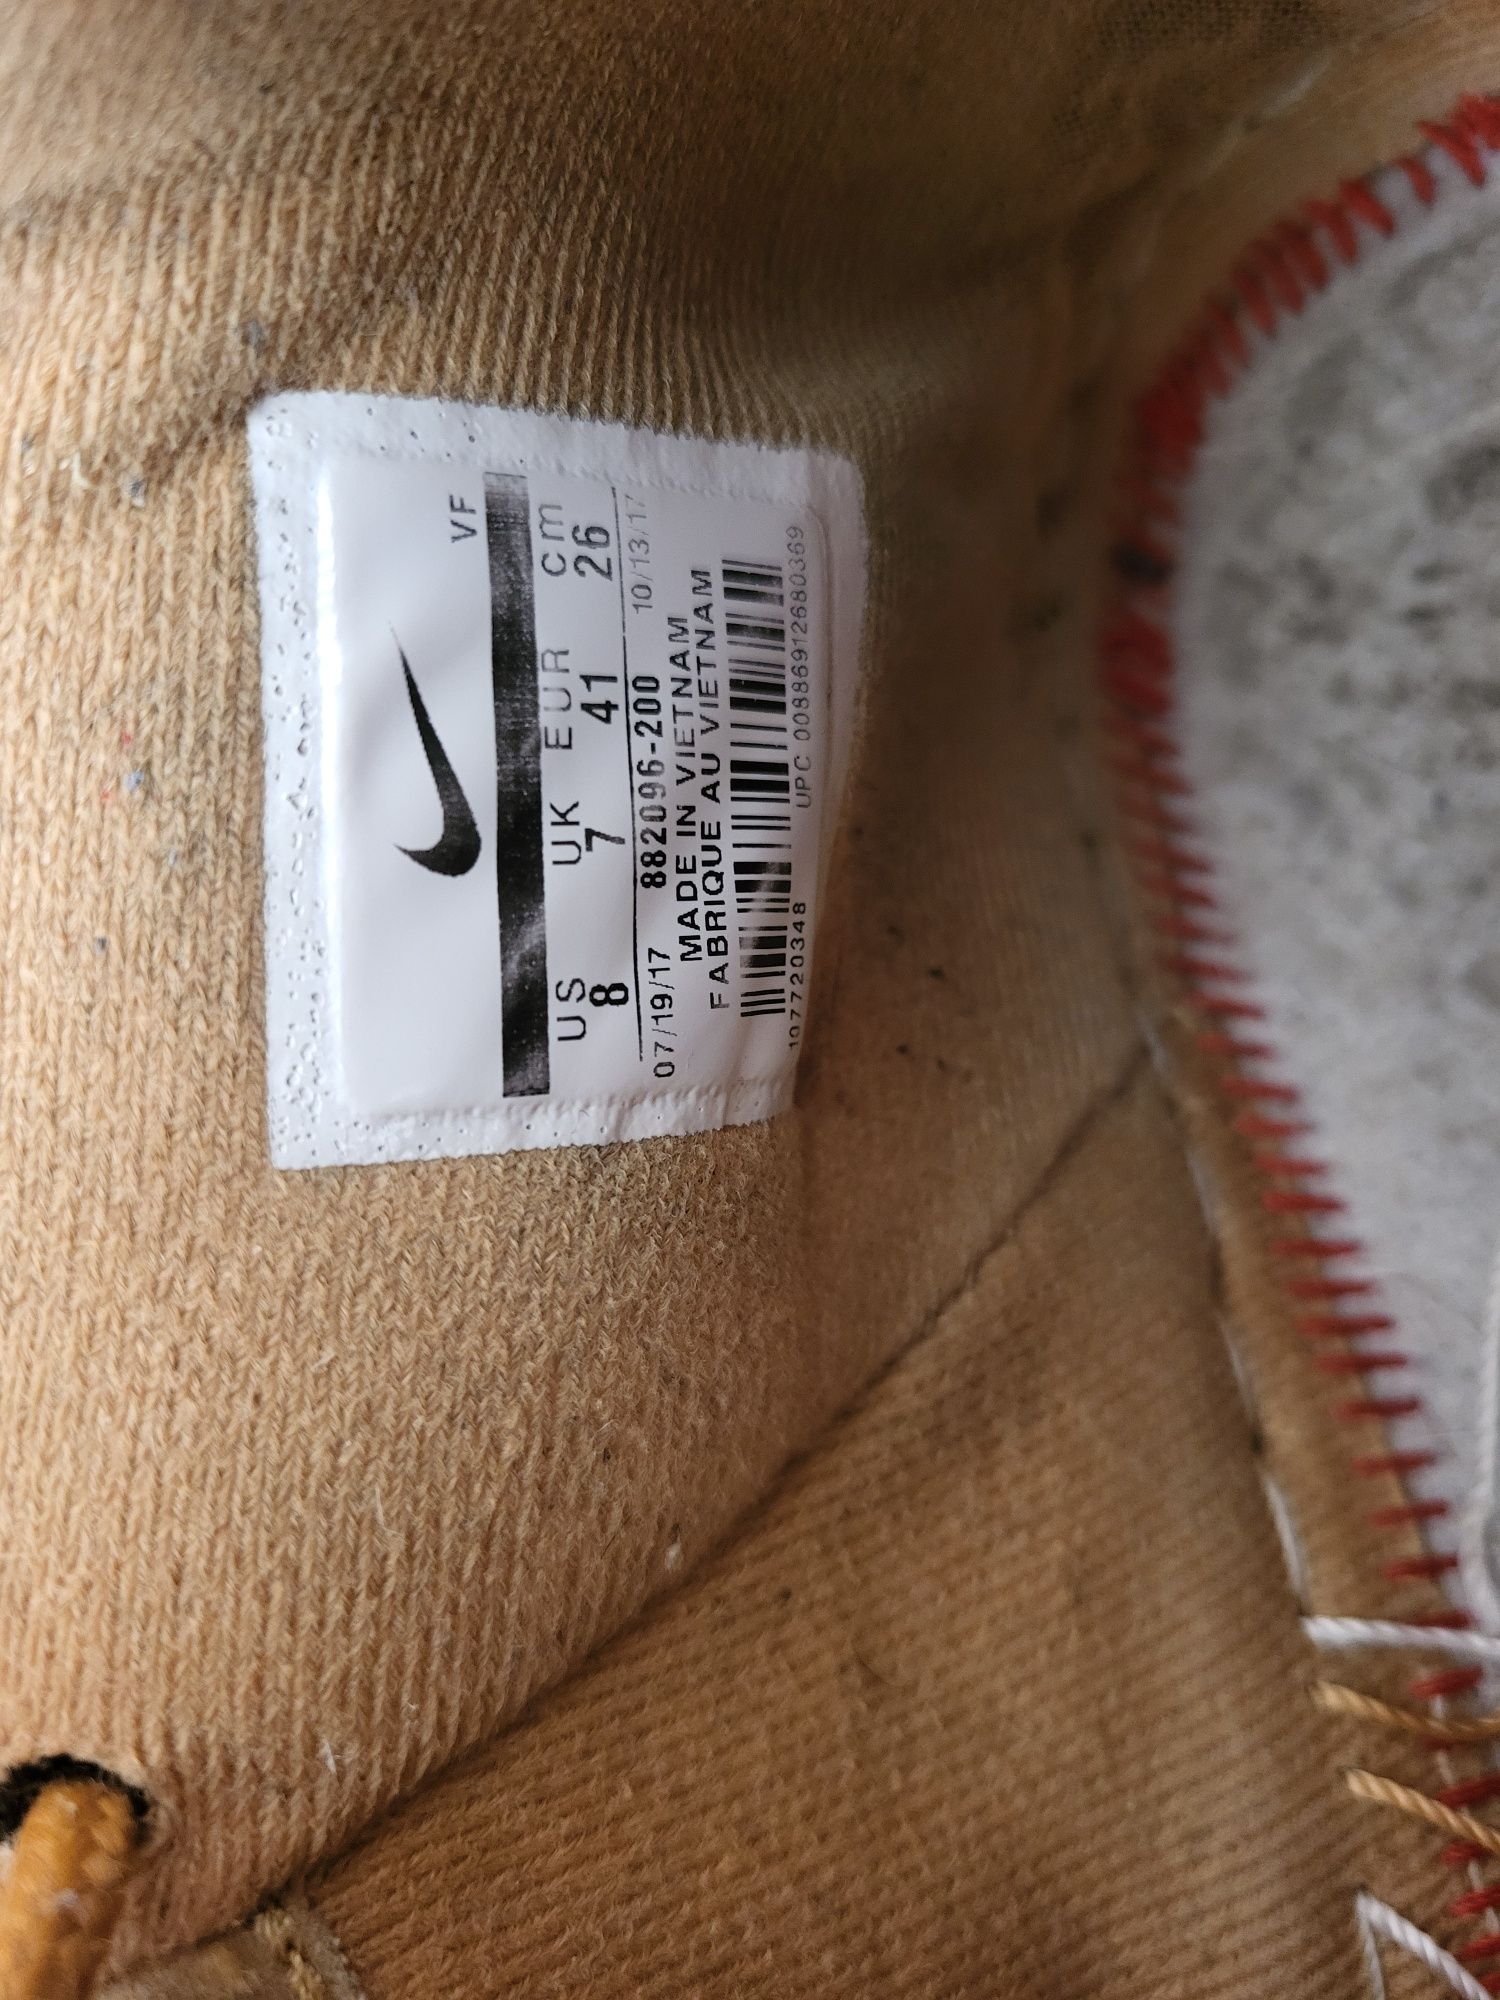 VF
US UK EUR cm
8 7 41 26
07/19/17 882096-200 10/13/17
MADE IN VIETNAM
FABRIQUE AU VIETNAM
107720348 UPC 00886912680369